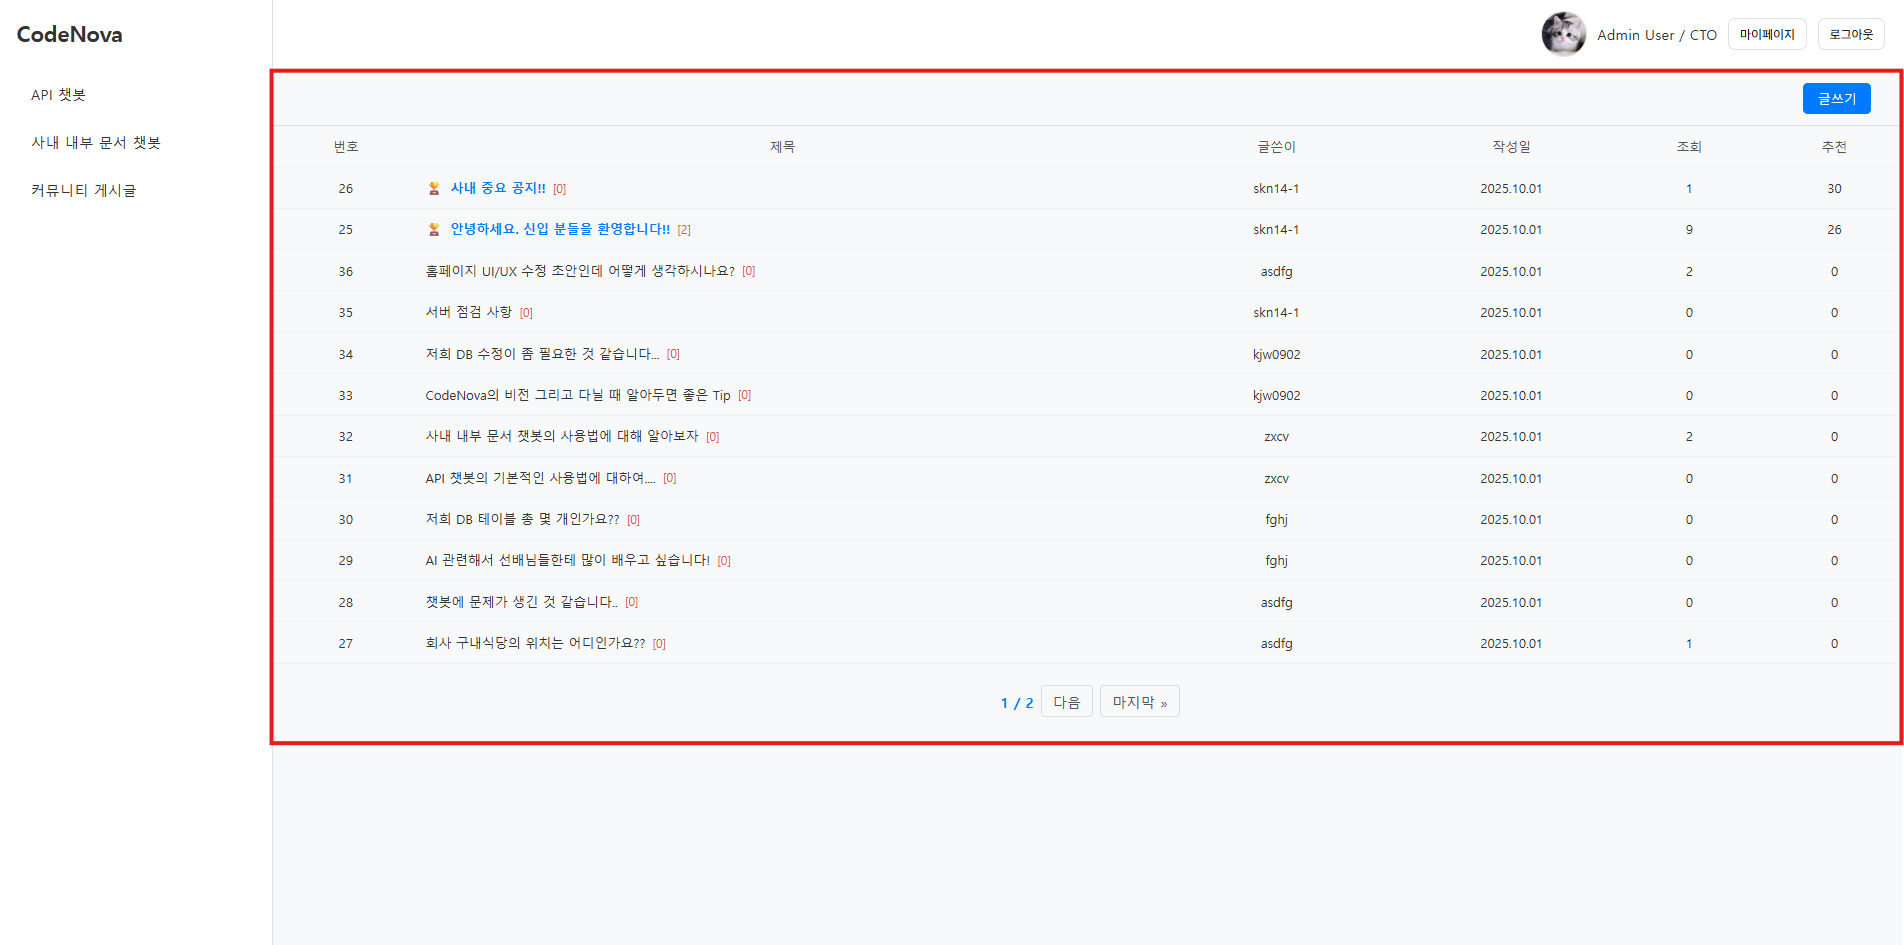 CodeNova
Admin User / CTO 마이페이지 로그아웃
API 챗봇
사내 내부 문서 챗봇
커뮤니티 게시글
글쓰기
번호 제목 글쓴이 작성일 조회 추천
26 사내 중요 공지!! [0] skn14-1 2025.10.01 1 30
25 안녕하세요. 신입 분들을 환영합니다!! [2] skn14-1 2025.10.01 9 26
36 홈페이지 UI/UX 수정 초안인데 어떻게 생각하시나요? [0] asdfg 2025.10.01 2 0
35 서버 점검 사항 [0] skn14-1 2025.10.01 0 0
34 저희 DB 수정이 좀 필요한 것 같습니다... [0] kjw0902 2025.10.01 0 0
33 CodeNova의 비전 그리고 다닐 때 알아두면 좋은 Tip [0] kjw0902 2025.10.01 0 0
32 사내 내부 문서 챗봇의 사용법에 대해 알아보자 [0] zxcv 2025.10.01 2 0
31 API 챗봇의 기본적인 사용법에 대하여.... [0] zxcv 2025.10.01 0 0
30 저희 DB 테이블 총 몇 개인가요?? [0] fghj 2025.10.01 0 0
29 AI 관련해서 선배님들한테 많이 배우고 싶습니다! [0] fghj 2025.10.01 0 0
28 챗봇에 문제가 생긴 것 같습니다.. [0] asdfg 2025.10.01 0 0
27 회사 구내식당의 위치는 어디인가요?? [0] asdfg 2025.10.01 1 0
1 / 2 다음 마지막 »